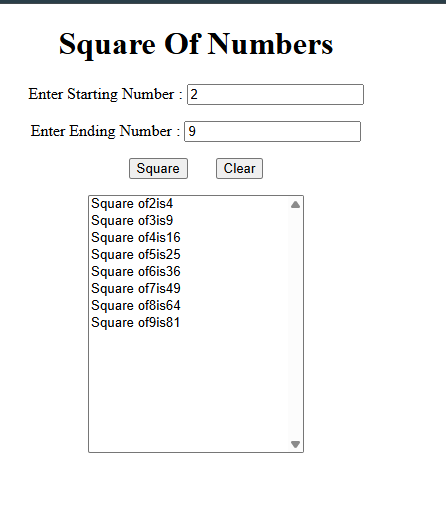 Square Of Numbers
Enter Starting Number : 2
Enter Ending Number : 9
Square Clear
Square of2is4
Square of3is9
Square of4is16
Square of5is25
Square of6is36
Square of7is49
Square of8is64
Square of9is81